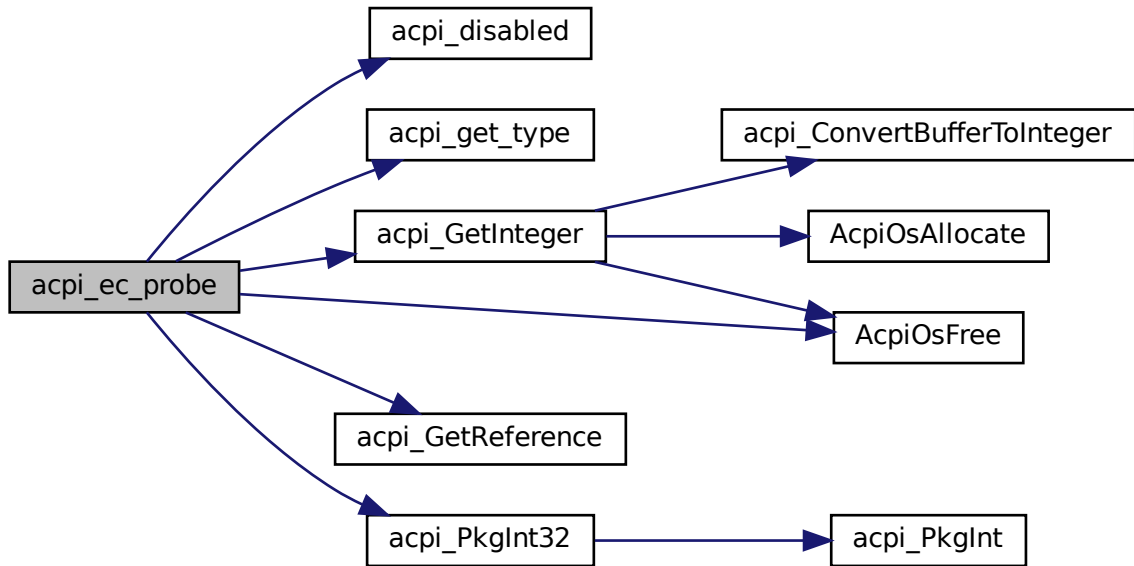 acpi_disabled
acpi_get_type
acpi_ConvertBufferToInteger
acpi_GetInteger
AcpiOsAllocate
acpi_ec_probe
AcpiOsFree
acpi_GetReference
acpi_PkgInt32
acpi_PkgInt